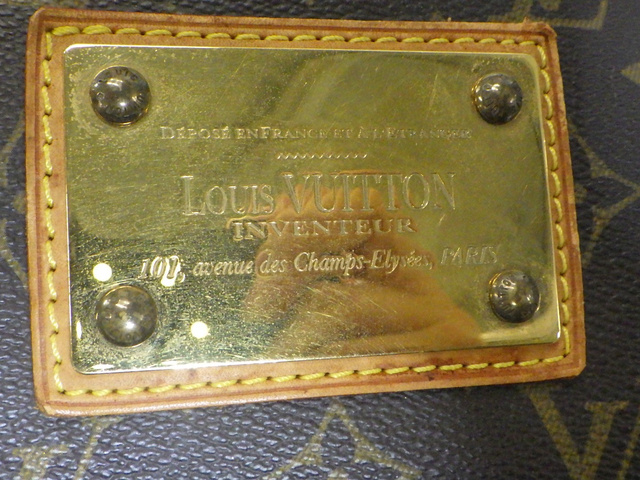 DÉPOSÉ EN FRANCE ET A L'ETRANGER
LOUIS VUITTON
INVENTEUR
101, avenue des Champs-Elysées, PARIS